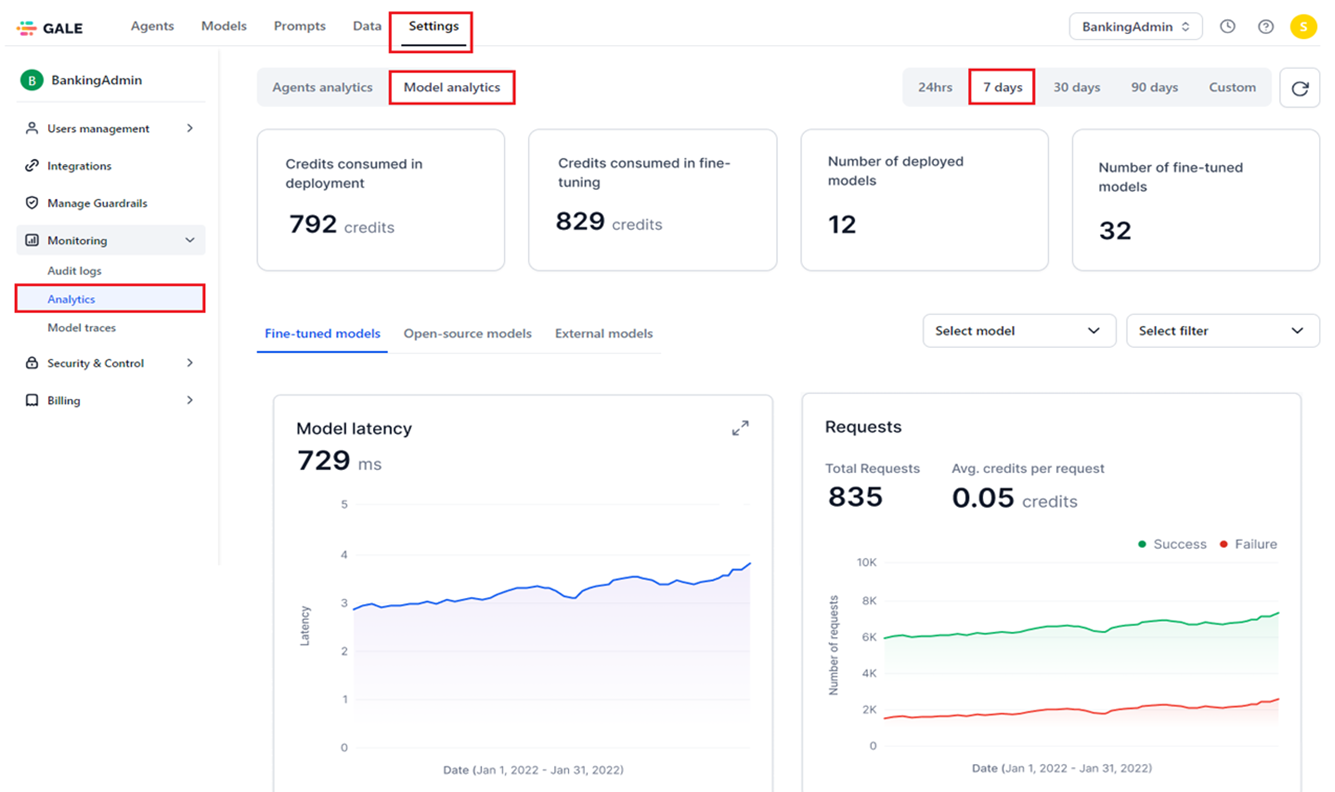 GALE
Agents
Models
Prompts
Data
Settings
BankingAdmin
S
B
BankingAdmin
Users management
Integrations
Manage Guardrails
Monitoring
Audit logs
Analytics
Model traces
Security & Control
Billing
Agents analytics
Model analytics
24hrs
7 days
30 days
90 days
Custom
Credits consumed in
deployment
792 credits
Credits consumed in fine-
tuning
829 credits
Number of deployed
models
12
Number of fine-tuned
models
32
Fine-tuned models
Open-source models
External models
Select model
Select filter
Model latency
729 ms
5
4
3
2
1
0
Latency
Date (Jan 1, 2022 - Jan 31, 2022)
Requests
Total Requests
835
Avg. credits per request
0.05 credits
Success
Failure
10K
8K
6K
4K
2K
0
Number of requests
Date (Jan 1, 2022 - Jan 31, 2022)